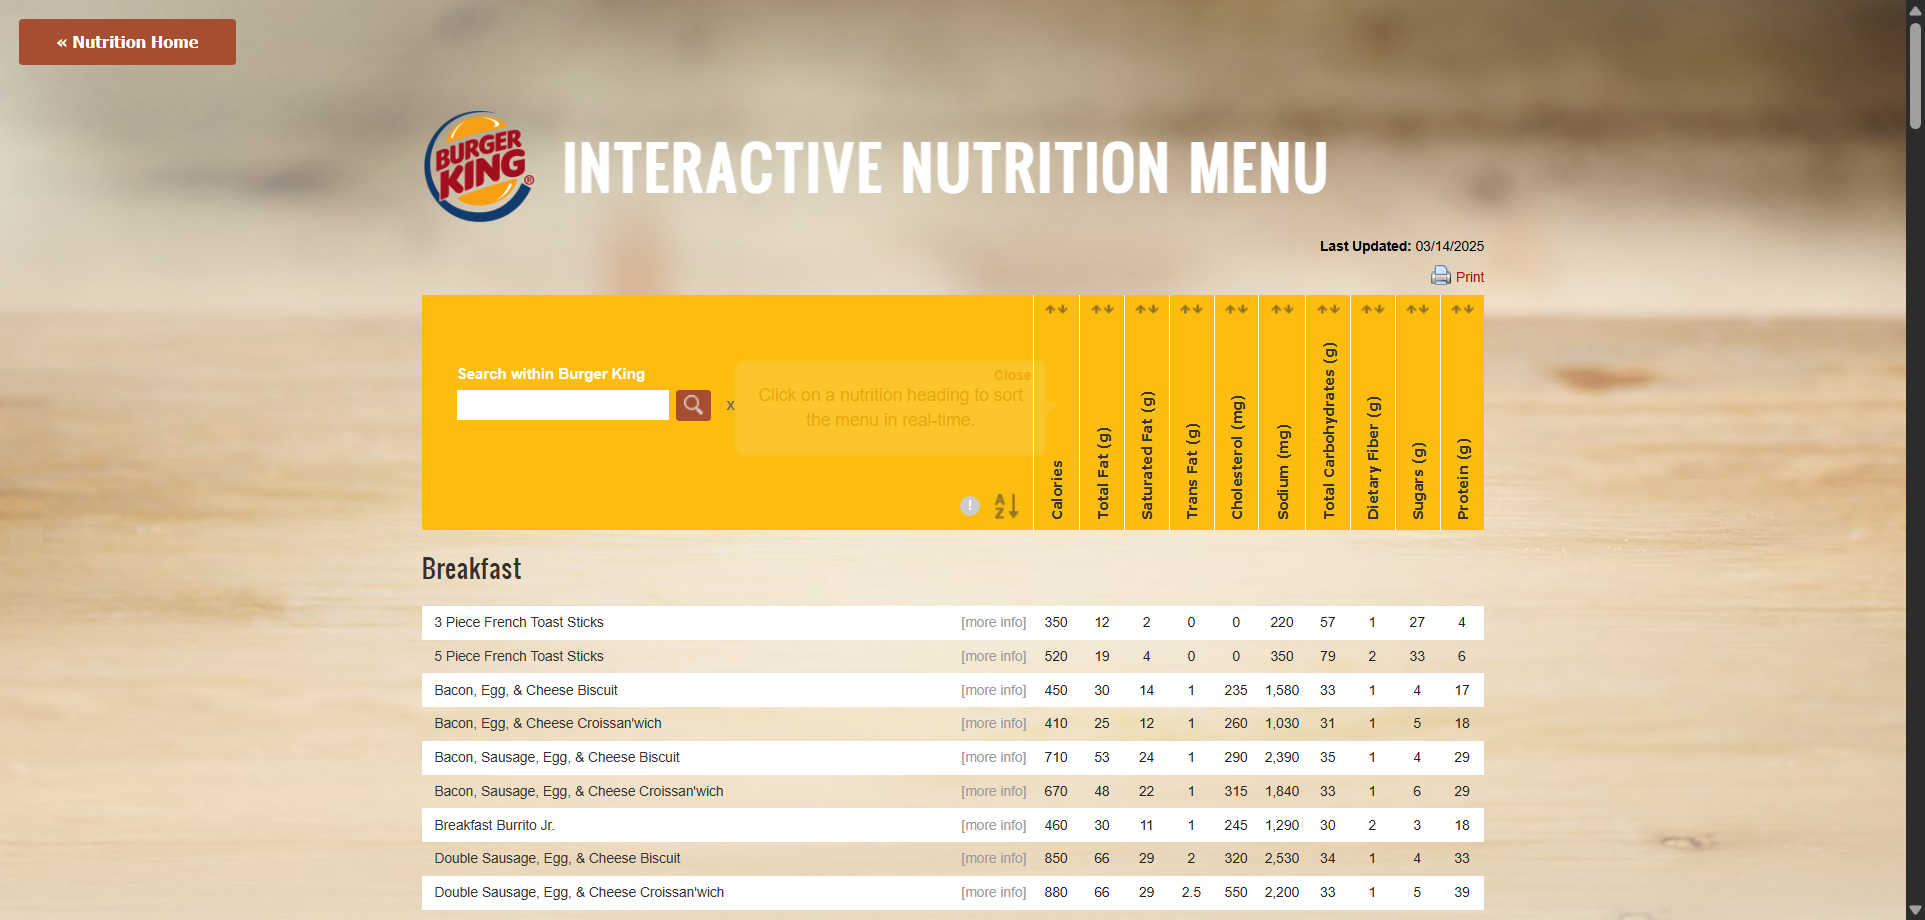 « Nutrition Home
BURGER
KING®
INTERACTIVE NUTRITION MENU
Last Updated: 03/14/2025
Print
Search within Burger King
x
Close
Click on a nutrition heading to sort
the menu in real-time.
!
A
Z
Calories
Total Fat (g)
Saturated Fat (g)
Trans Fat (g)
Cholesterol (mg)
Sodium (mg)
Total Carbohydrates (g)
Dietary Fiber (g)
Sugars (g)
Protein (g)
Breakfast
3 Piece French Toast Sticks [more info] 350 12 2 0 0 220 57 1 27 4
5 Piece French Toast Sticks [more info] 520 19 4 0 0 350 79 2 33 6
Bacon, Egg, & Cheese Biscuit [more info] 450 30 14 1 235 1,580 33 1 4 17
Bacon, Egg, & Cheese Croissan'wich [more info] 410 25 12 1 260 1,030 31 1 5 18
Bacon, Sausage, Egg, & Cheese Biscuit [more info] 710 53 24 1 290 2,390 35 1 4 29
Bacon, Sausage, Egg, & Cheese Croissan'wich [more info] 670 48 22 1 315 1,840 33 1 6 29
Breakfast Burrito Jr. [more info] 460 30 11 1 245 1,290 30 2 3 18
Double Sausage, Egg, & Cheese Biscuit [more info] 850 66 29 2 320 2,530 34 1 4 33
Double Sausage, Egg, & Cheese Croissan'wich [more info] 880 66 29 2.5 550 2,200 33 1 5 39